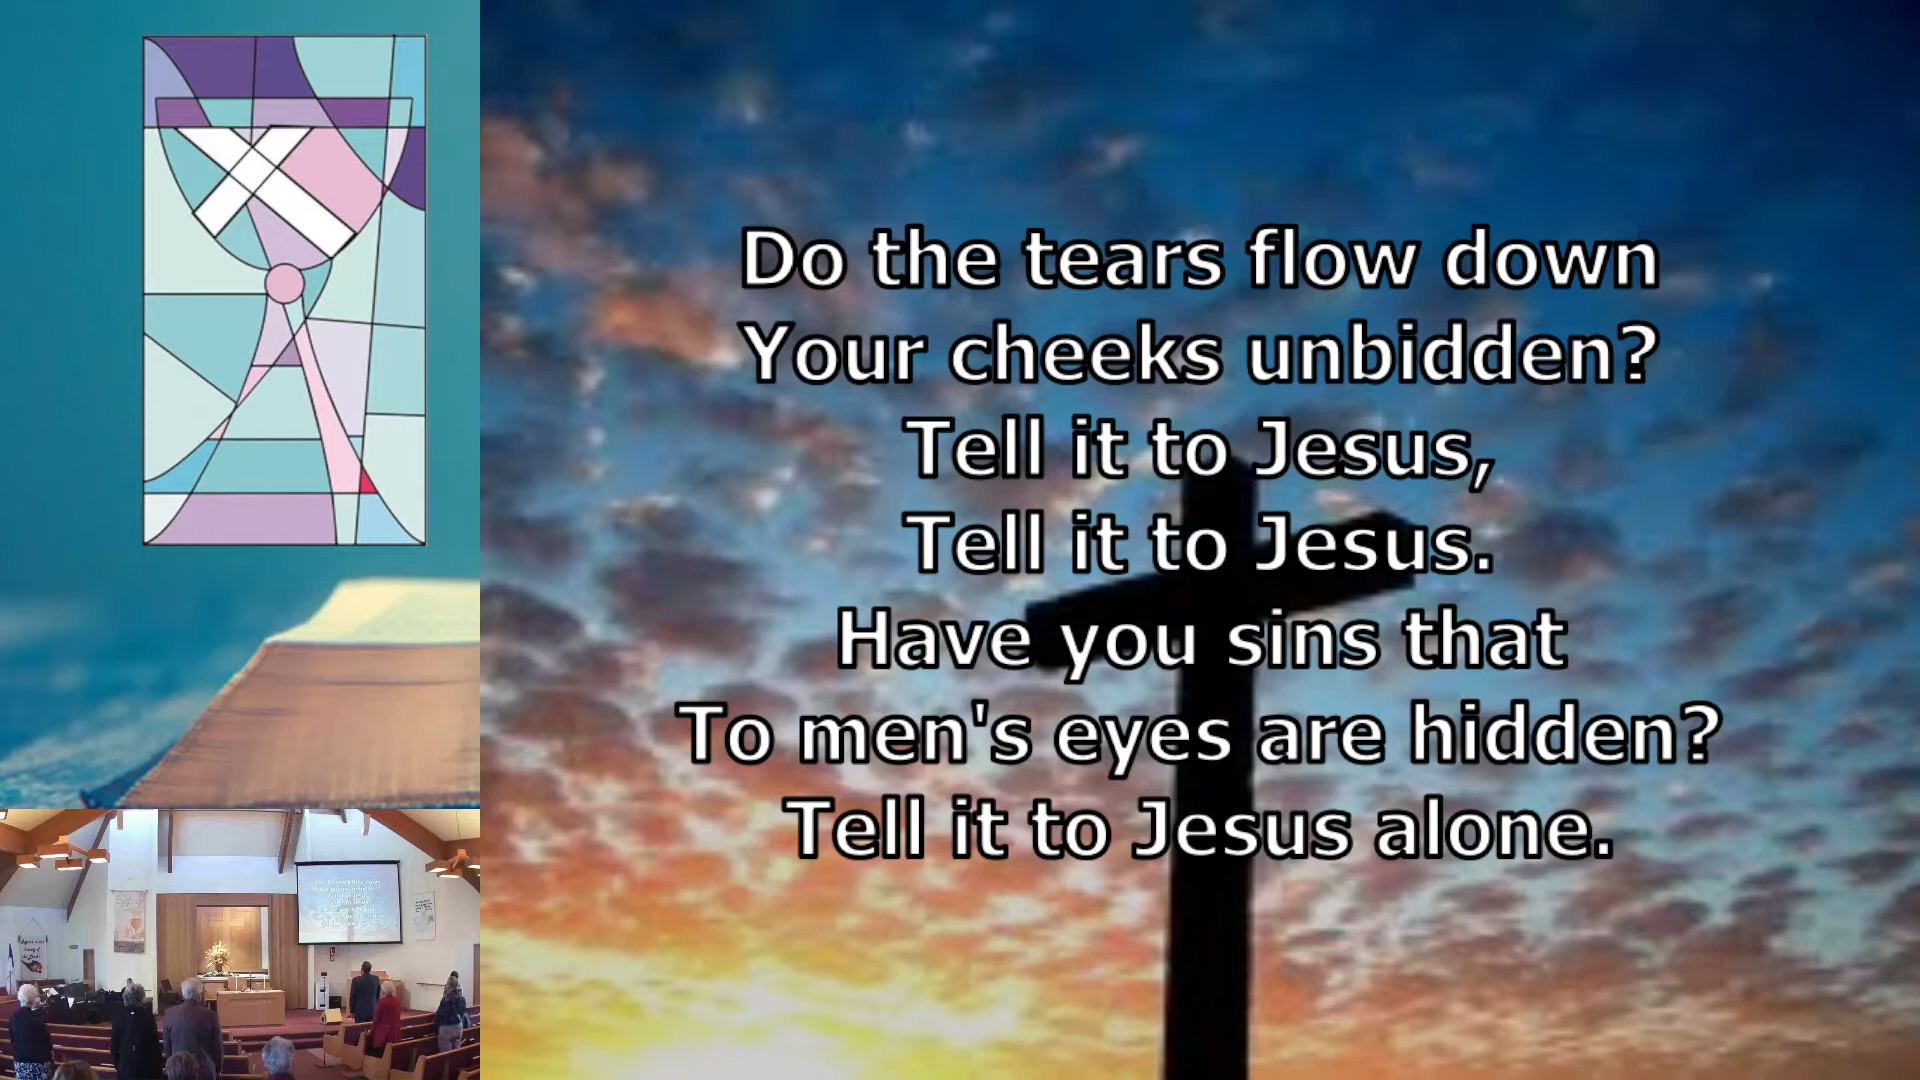 Do the tears flow down
Your cheeks unbidden?
Tell it to Jesus,
Tell it to Jesus.
Have you sins that
To men's eyes are hidden?
Tell it to Jesus alone.